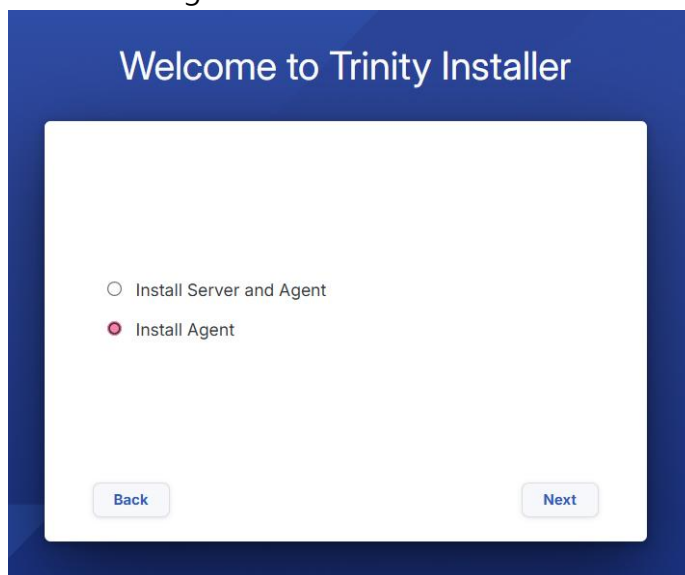 Welcome to Trinity Installer
Install Server and Agent
Install Agent
Back
Next